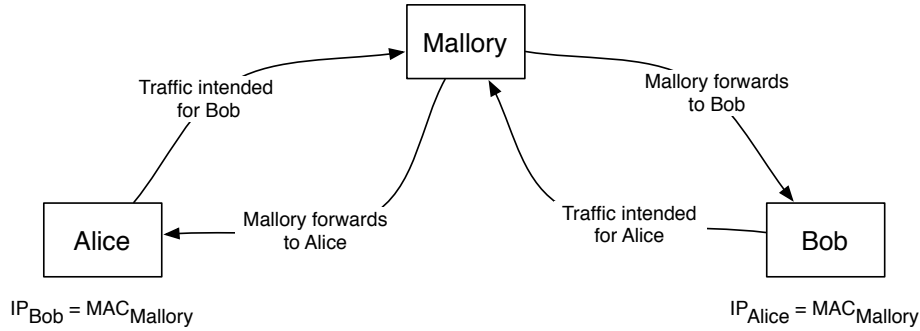 Mallory
Traffic intended
for Bob
Mallory forwards
to Bob
Mallory forwards
to Alice
Traffic intended
for Alice
Alice
Bob
IP_Bob = MAC_Mallory
IP_Alice = MAC_Mallory